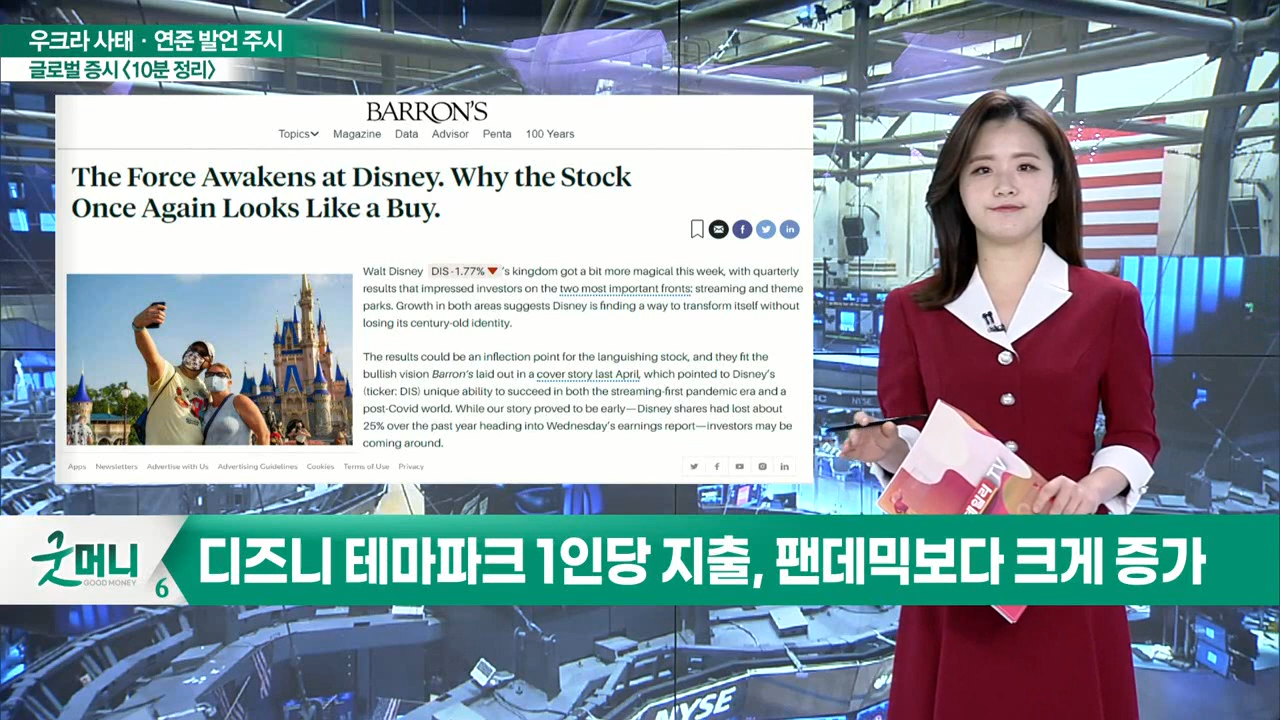 우크라 사태 · 연준 발언 주시
글로벌 증시 <10분 정리>
BARRON'S
Topics Magazine Data Advisor Penta 100 Years
The Force Awakens at Disney. Why the Stock
Once Again Looks Like a Buy.
Walt Disney DIS -1.77% ▼ 's kingdom got a bit more magical this week, with quarterly
results that impressed investors on the two most important fronts: streaming and theme
parks. Growth in both areas suggests Disney is finding a way to transform itself without
losing its century-old identity.
The results could be an inflection point for the languishing stock, and they fit the
bullish vision Barron's laid out in a cover story last April, which pointed to Disney's
(ticker: DIS) unique ability to succeed in both the streaming-first pandemic era and a
post-Covid world. While our story proved to be early—Disney shares had lost about
25% over the past year heading into Wednesday's earnings report—investors may be
coming around.
Apps Newsletters Advertise with Us Advertising Guidelines Cookies Terms of Use Privacy
NYSE
데일리 TV
굿머니
GOOD MONEY
6
디즈니 테마파크 1인당 지출, 팬데믹보다 크게 증가
NYSE